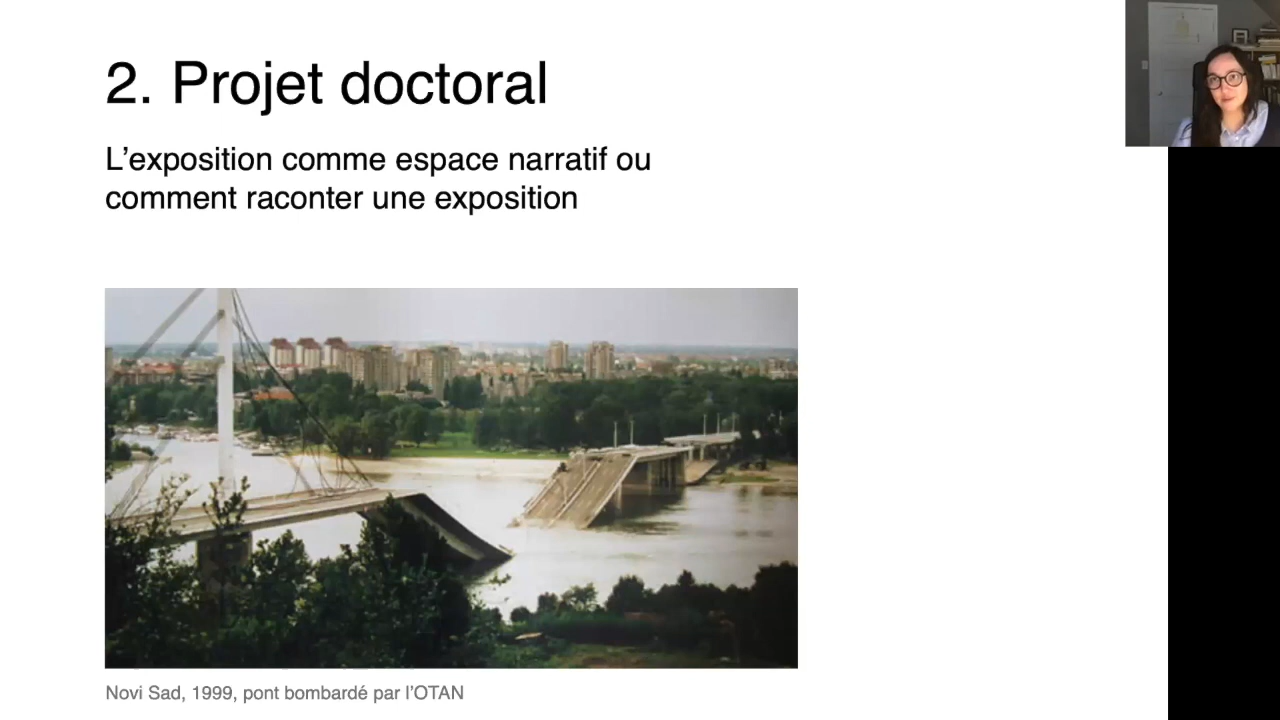 2. Projet doctoral
L’exposition comme espace narratif ou
comment raconter une exposition
Novi Sad, 1999, pont bombardé par l’OTAN